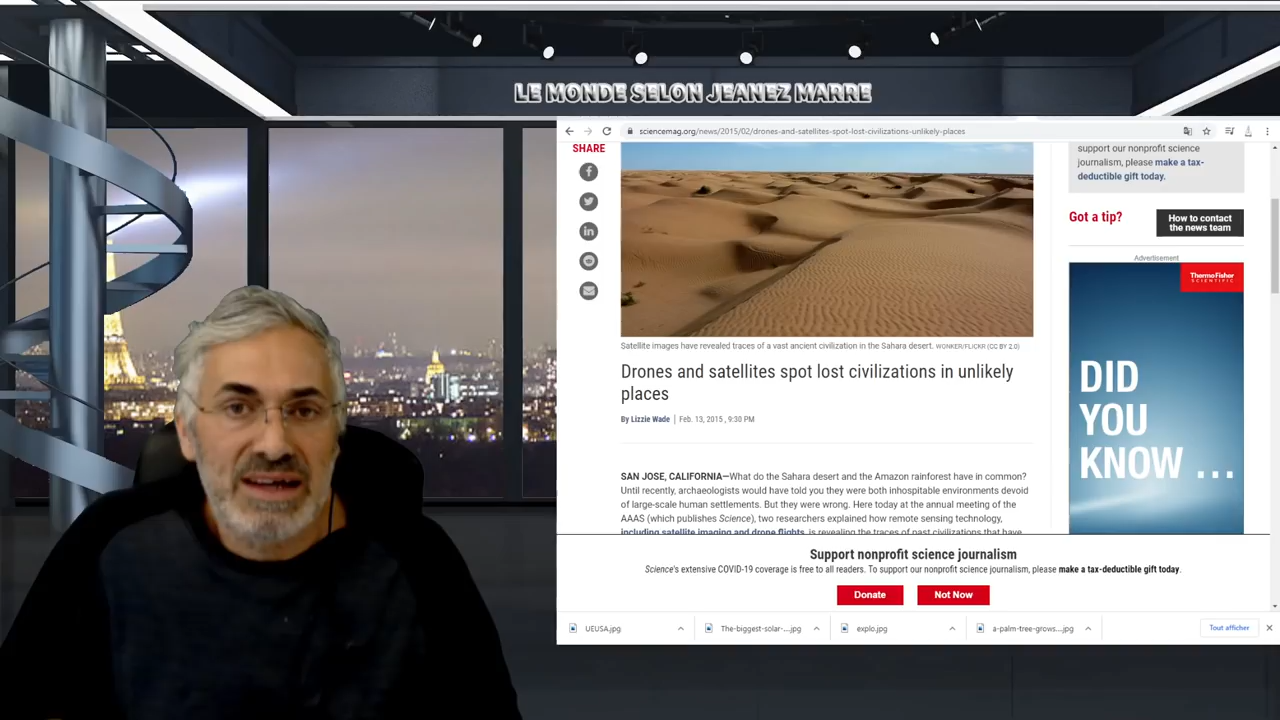 LE MONDE SELON JEANEZ MARRE
sciencemag.org/news/2015/02/drones-and-satellites-spot-lost-civilizations-unlikely-places
SHARE
support our nonprofit science
journalism, please make a tax-
deductible gift today.
Got a tip?
How to contact
the news team
Advertisement
ThermoFisher
SCIENTIFIC
DID
YOU
KNOW ...
Satellite images have revealed traces of a vast ancient civilization in the Sahara desert. WONKER/FLICKR (CC BY 2.0)
Drones and satellites spot lost civilizations in unlikely
places
By Lizzie Wade | Feb. 13, 2015 , 9:30 PM
SAN JOSE, CALIFORNIA—What do the Sahara desert and the Amazon rainforest have in common?
Until recently, archaeologists would have told you they were both inhospitable environments devoid
of large-scale human settlements. But they were wrong. Here today at the annual meeting of the
AAAS (which publishes Science), two researchers explained how remote sensing technology,
including satellite imaging and drone flights, is revealing the traces of past civilizations that have
Support nonprofit science journalism
Science's extensive COVID-19 coverage is free to all readers. To support our nonprofit science journalism, please make a tax-deductible gift today.
Donate
Not Now
UEUSA.jpg
The-biggest-solar-....jpg
explo.jpg
a-palm-tree-grows....jpg
Tout afficher